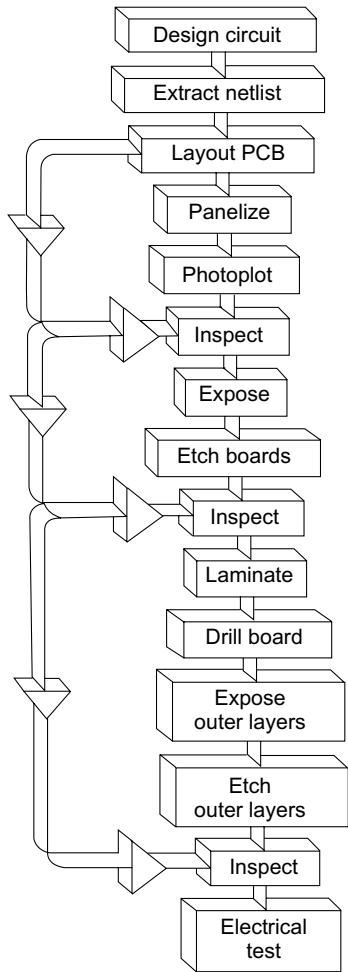 Design circuit
Extract netlist
Layout PCB
Panelize
Photoplot
Inspect
Expose
Etch boards
Inspect
Laminate
Drill board
Expose
outer layers
Etch
outer layers
Inspect
Electrical
test